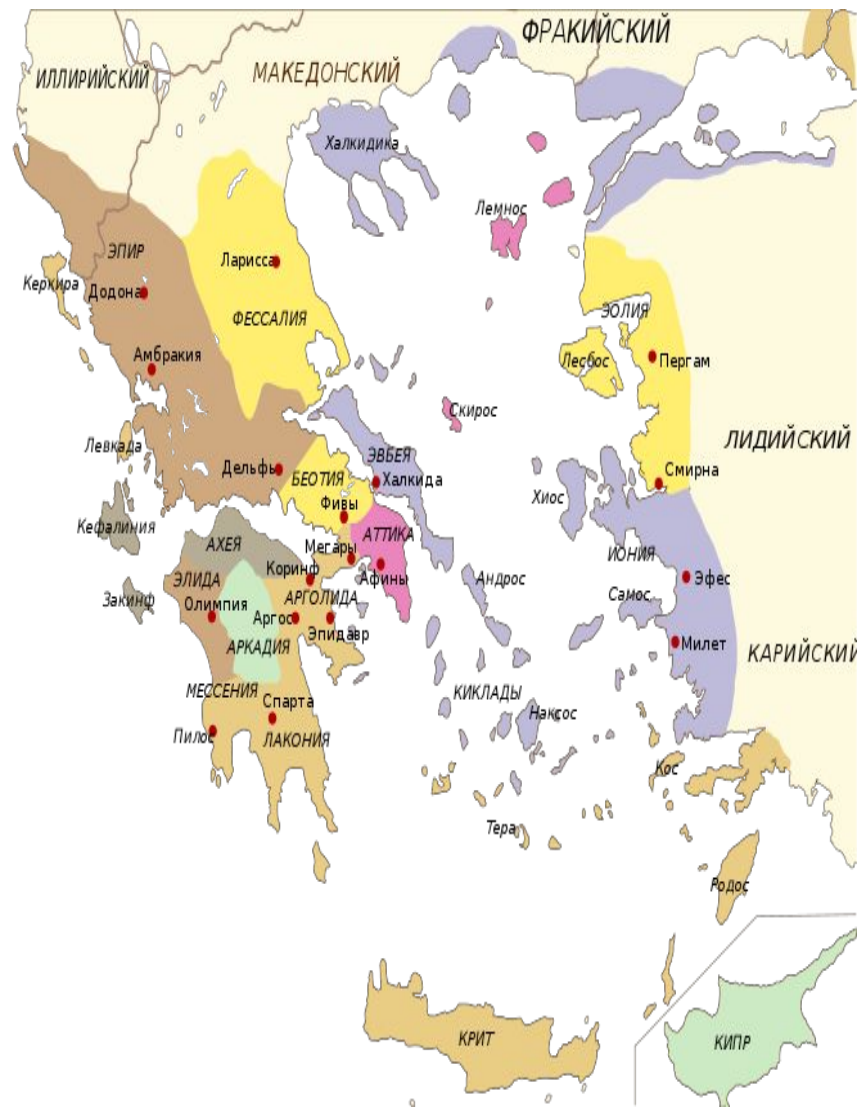 ФРАКИЙСКИЙ
ИЛЛИРИЙСКИЙ
МАКЕДОНСКИЙ
Халкидика
Лемнос
ЭПИР
Ларисса
Керкира
Додона
ЭОЛИЯ
ФЕССАЛИЯ
Амбракия
Лесбос
Пергам
Скирос
Левкада
ЛИДИЙСКИЙ
ЭВБЕЯ
Дельфы
БЕОТИЯ
Халкида
Смирна
Хиос
Фивы
Кефалиния
АТТИКА
АХЕЯ
Мегары
ИОНИЯ
Коринф
Афины
ЭЛИДА
Андрос
Эфес
Закинф
Олимпия
АРГОЛИДА
Самос
Аргос
Эпидавр
АРКАДИЯ
Милет
КАРИЙСКИЙ
МЕССЕНИЯ
КИКЛАДЫ
Спарта
Наксос
Пилос
ЛАКОНИЯ
Кос
Тера
Родос
КРИТ
КИПР